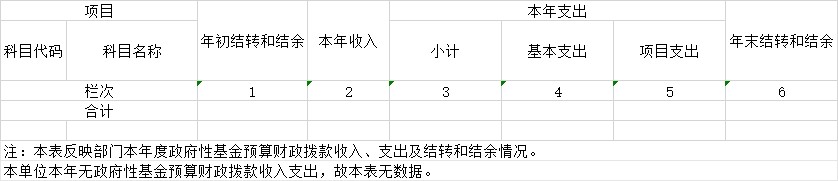 项目 本年支出
科目代码 科目名称 年初结转和结余 本年收入 小计 基本支出 项目支出 年末结转和结余
栏次 1 2 3 4 5 6
合计
注：本表反映部门本年度政府性基金预算财政拨款收入、支出及结转和结余情况。
本单位本年无政府性基金预算财政拨款收入支出，故本表无数据。